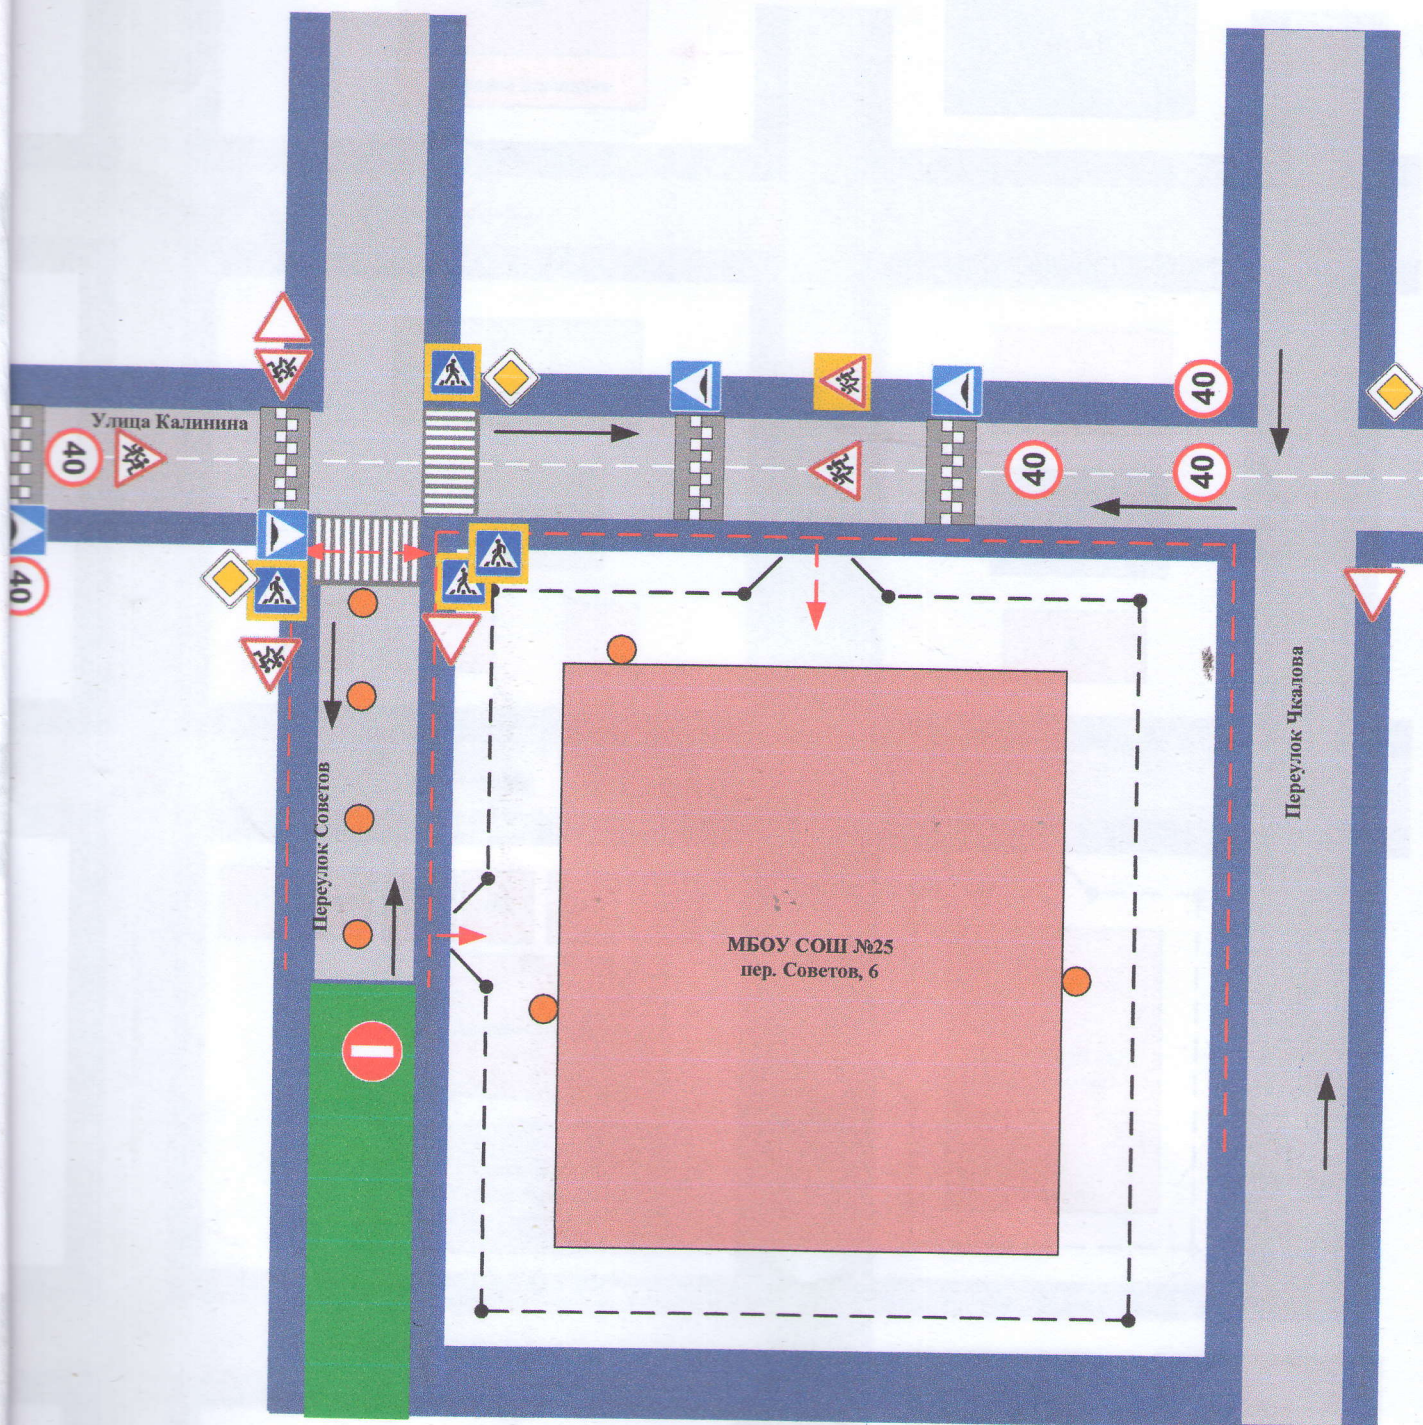 Улица Калинина
40
40
40
40
40
Переулок Советов
Переулок Чкалова
МБОУ СОШ №25
пер. Советов, 6